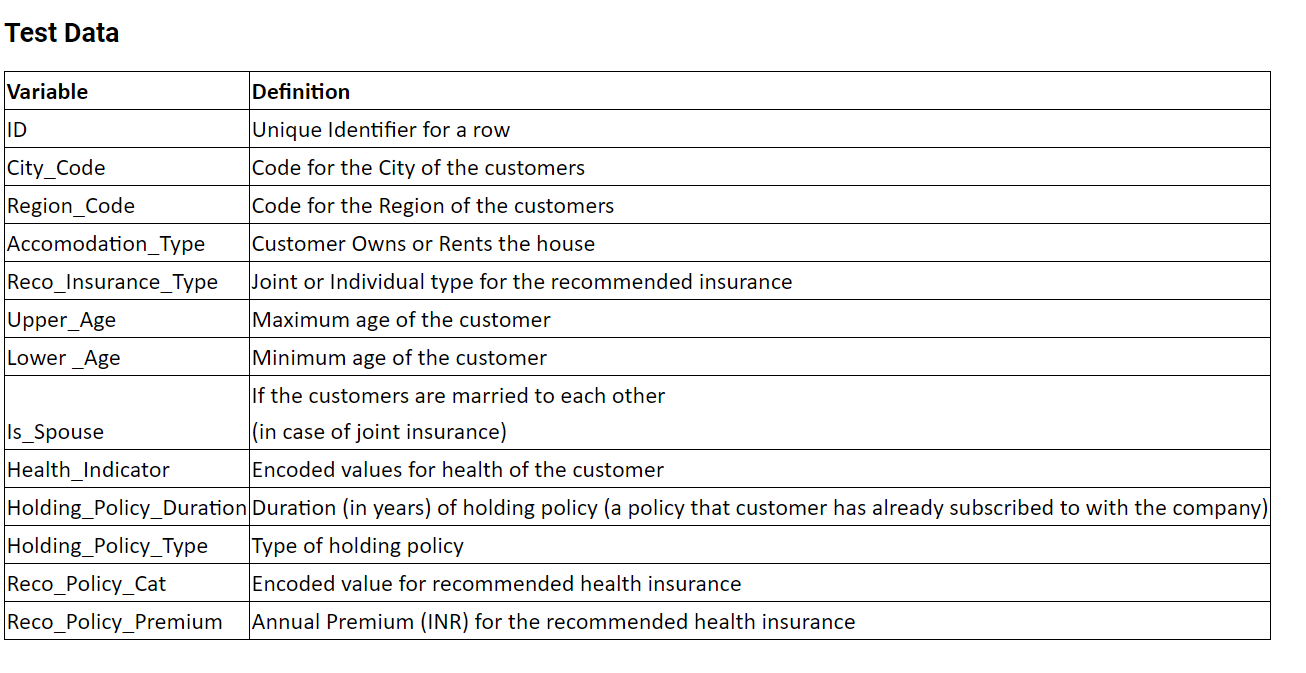 Test Data
Variable Definition
ID Unique Identifier for a row
City_Code Code for the City of the customers
Region_Code Code for the Region of the customers
Accomodation_Type Customer Owns or Rents the house
Reco_Insurance_Type Joint or Individual type for the recommended insurance
Upper_Age Maximum age of the customer
Lower _Age Minimum age of the customer
If the customers are married to each other
Is_Spouse (in case of joint insurance)
Health_Indicator Encoded values for health of the customer
Holding_Policy_Duration Duration (in years) of holding policy (a policy that customer has already subscribed to with the company)
Holding_Policy_Type Type of holding policy
Reco_Policy_Cat Encoded value for recommended health insurance
Reco_Policy_Premium Annual Premium (INR) for the recommended health insurance